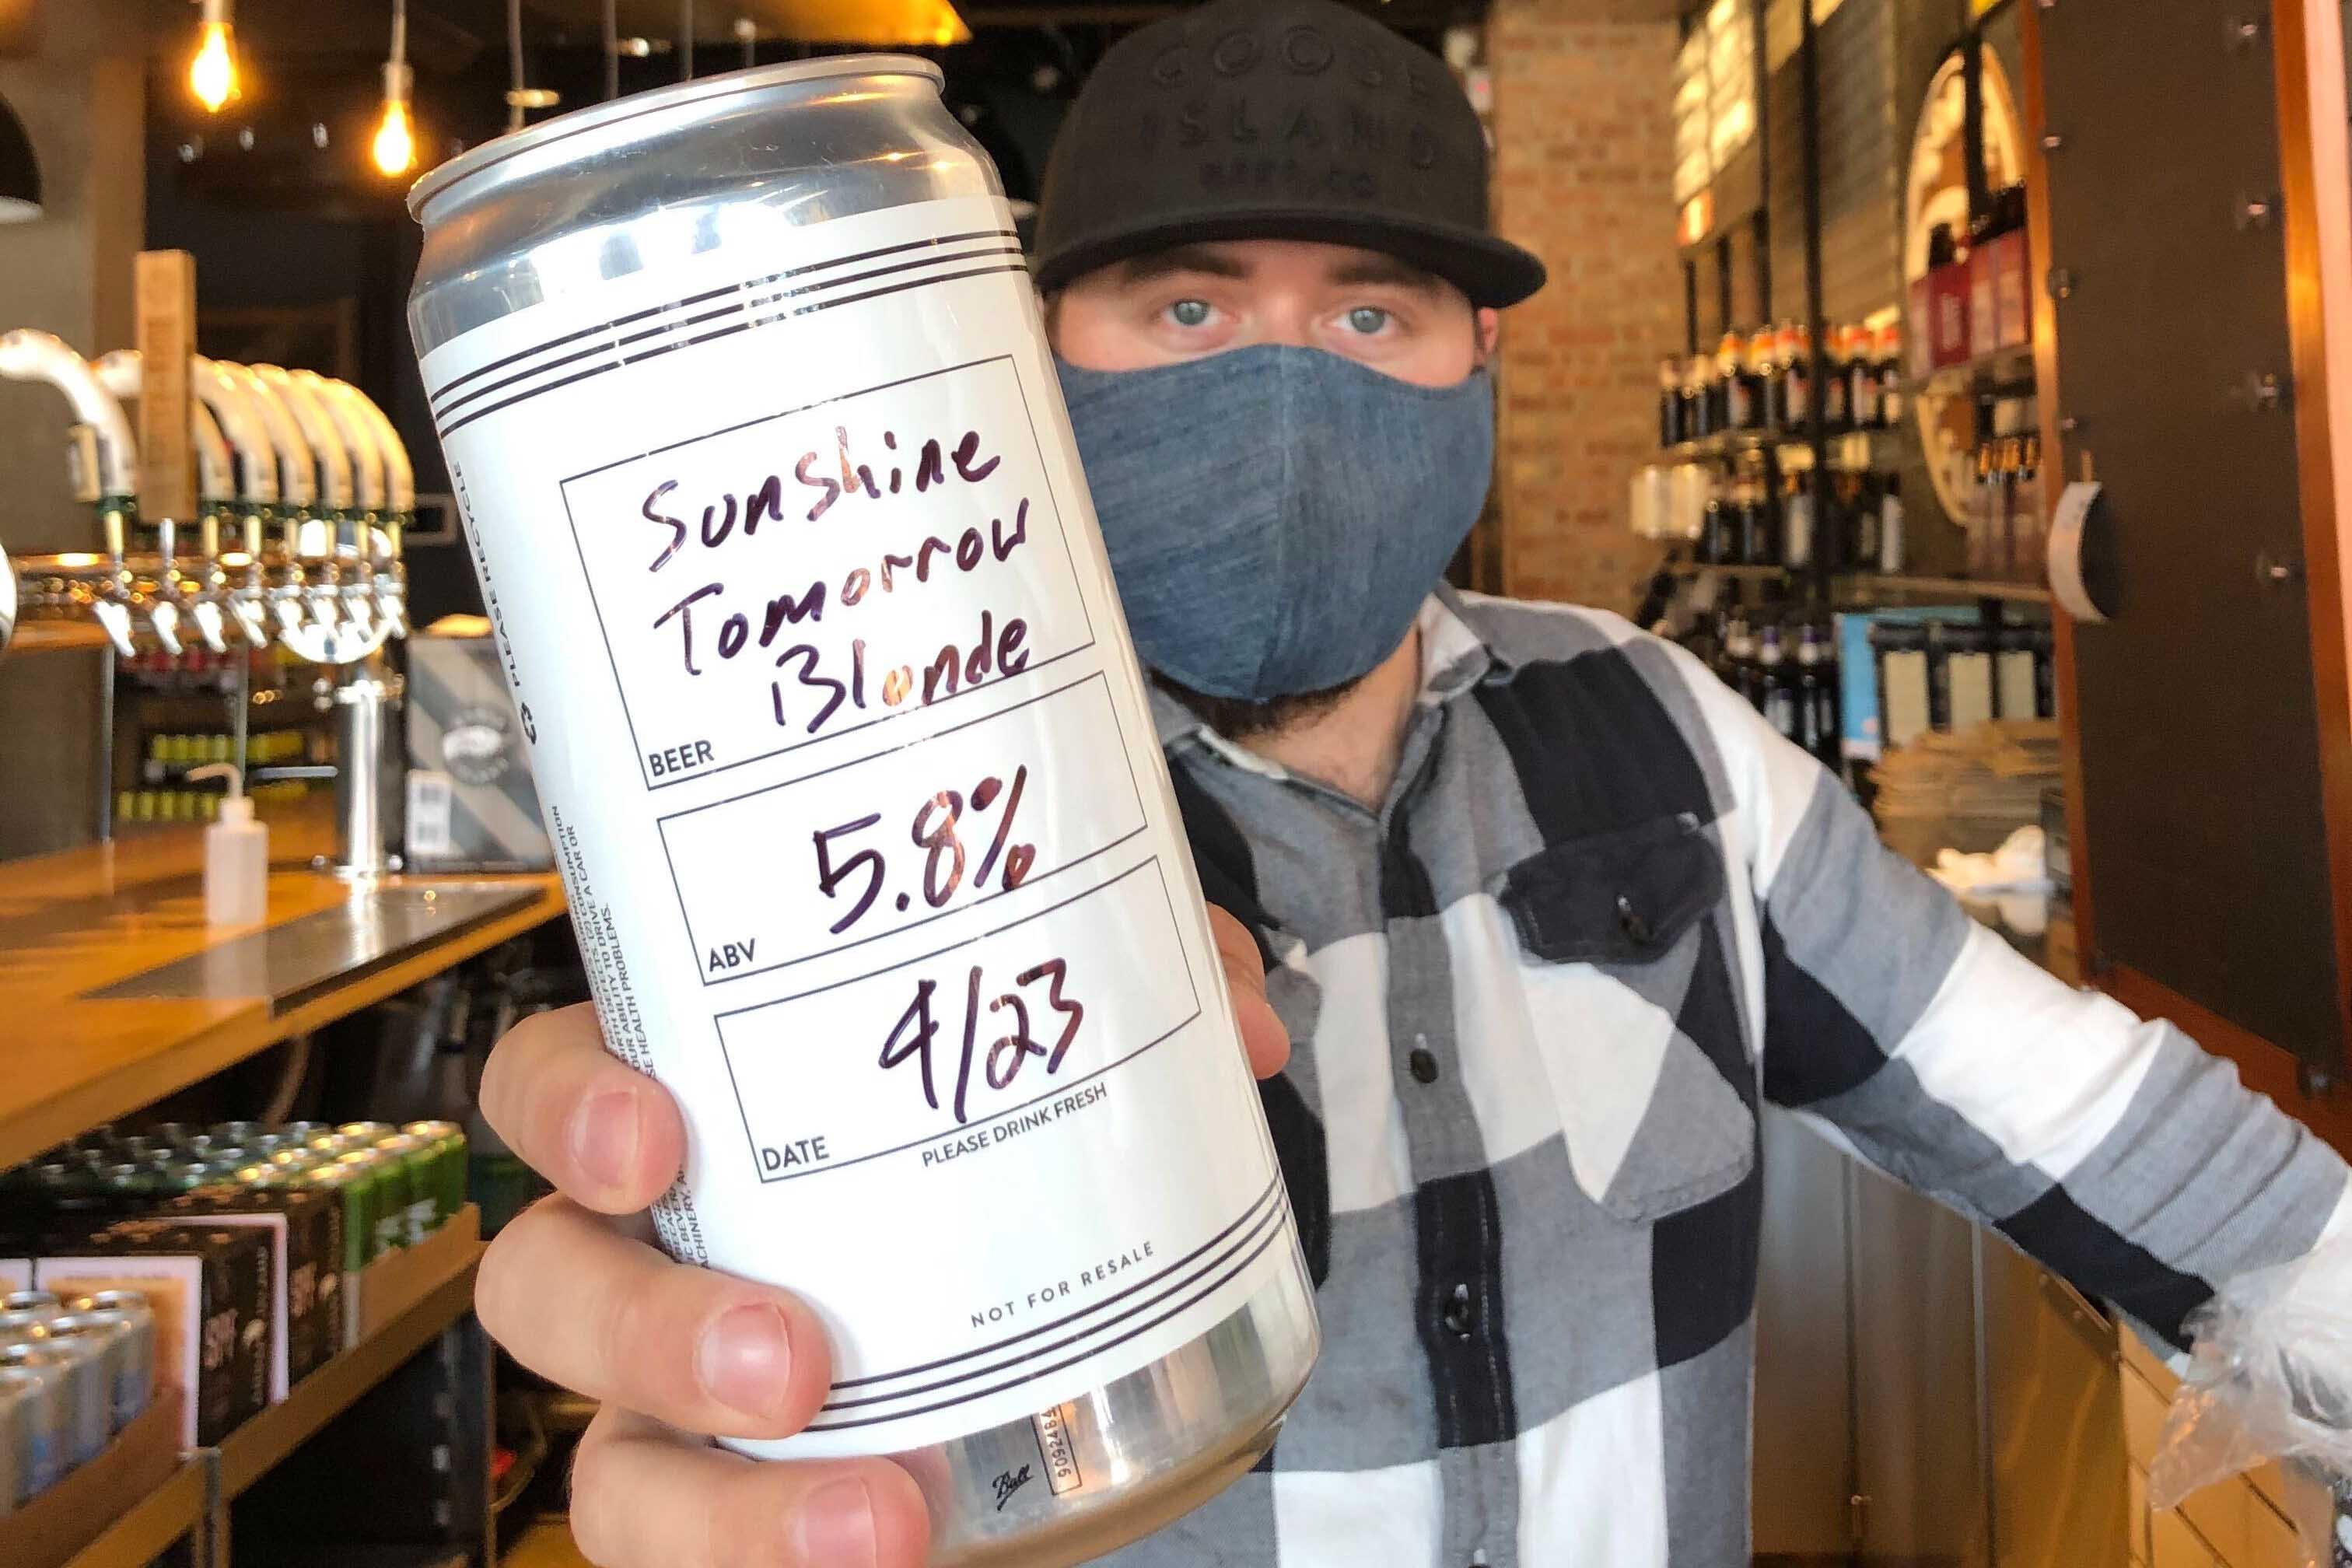 GOOSE
ISLAND
BEER CO
Sunshine
Tomorrow
Blonde
BEER
5.8%
ABV
4/23
DATE
PLEASE DRINK FRESH
NOT FOR RESALE
PLEASE RECYCLE
Ball